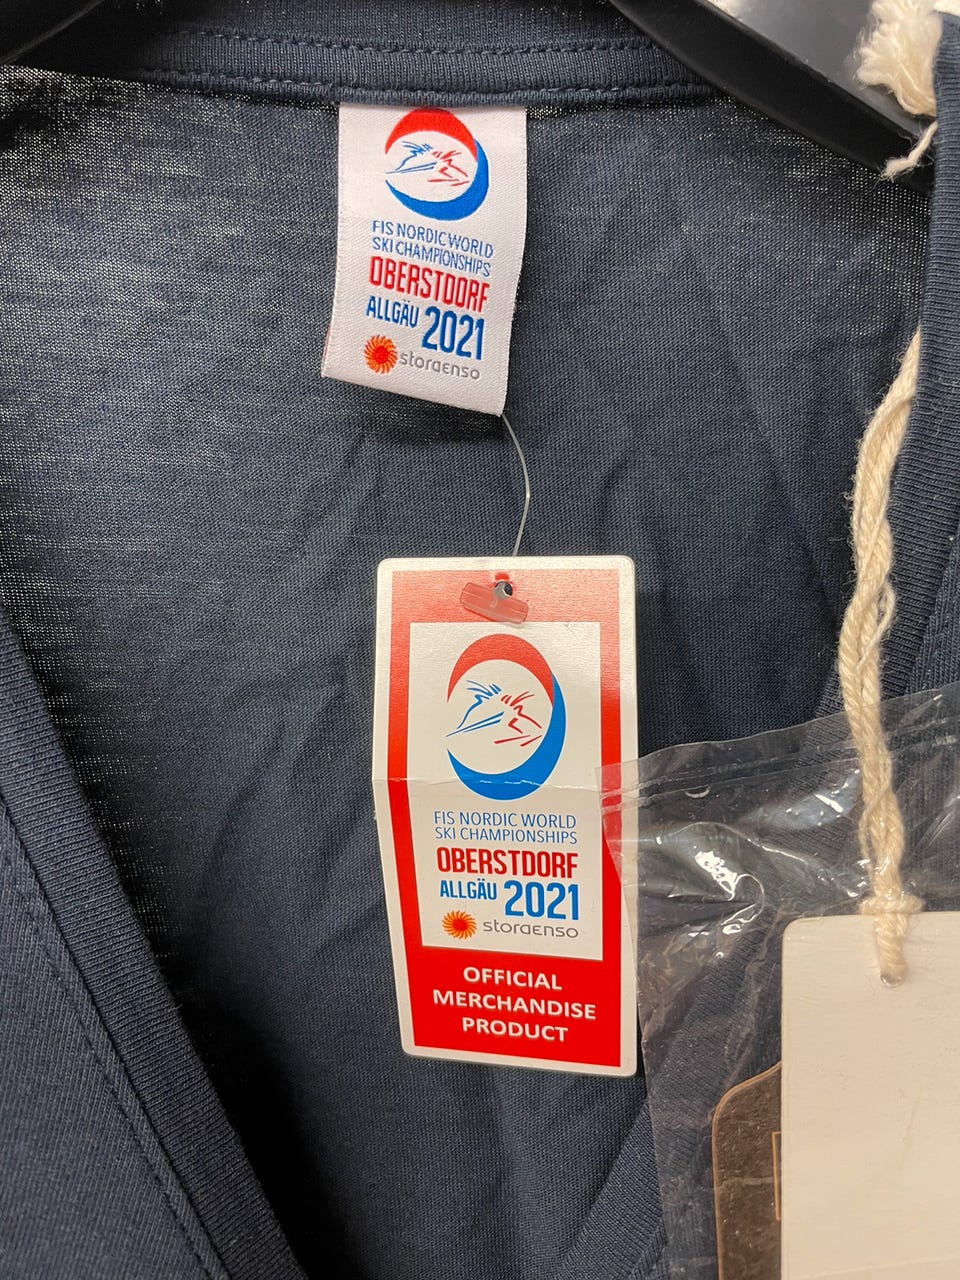 FIS NORDIC WORLD
SKI CHAMPIONSHIPS
OBERSTDORF
ALLGÄU 2021
storaenso
FIS NORDIC WORLD
SKI CHAMPIONSHIPS
OBERSTDORF
ALLGÄU 2021
storaenso
OFFICIAL
MERCHANDISE
PRODUCT